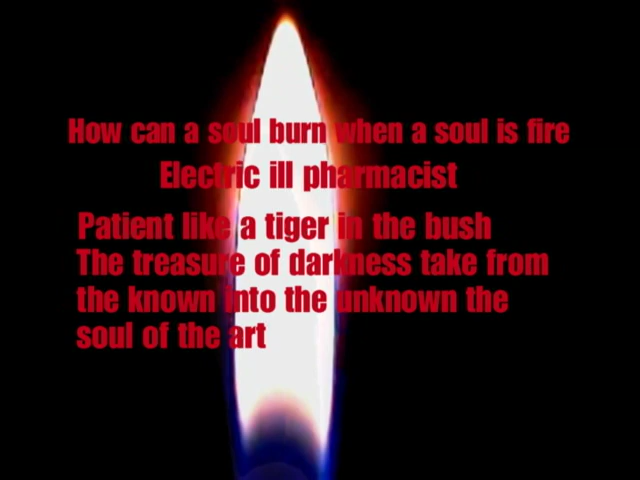 How can a soul burn when a soul is fire
Electric ill pharmacist
Patient like a tiger in the bush
The treasure of darkness take from
the known into the unknown the
soul of the art